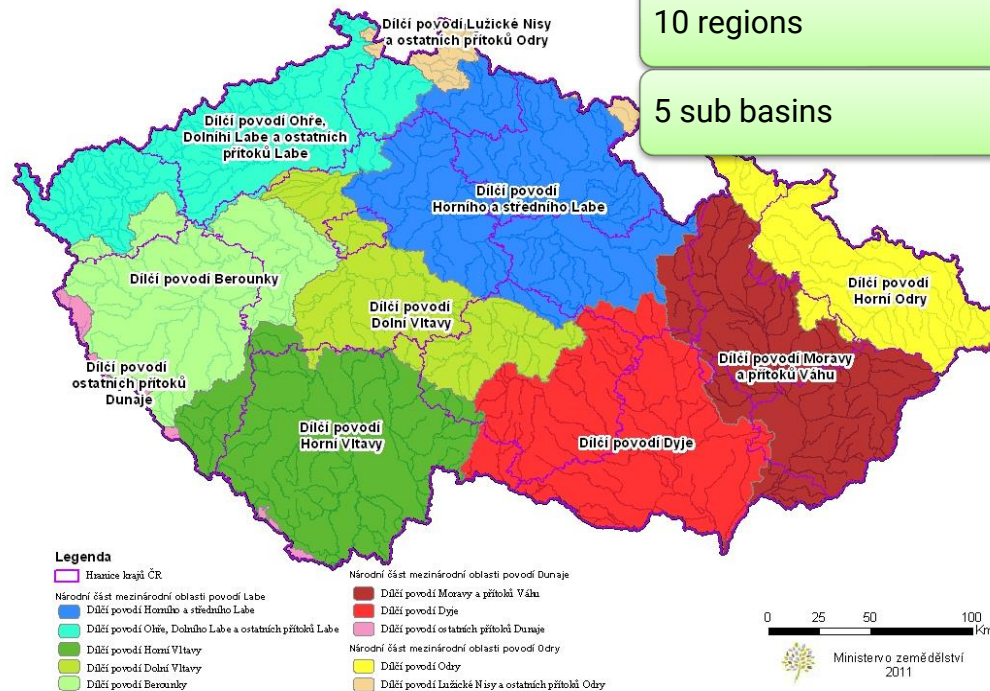 10 regions
5 sub basins
Dílčí povodí Lužické Nisy
a ostatních přítoků Odry
Dílčí povodí Ohře,
Dolního Labe a ostatních
přítoků Labe
Dílčí povodí
Horního a středního Labe
Dílčí povodí Berounky
Dílčí povodí
Dolní Vltavy
Dílčí povodí
Horní Odry
Dílčí povodí Moravy
a přítoků Váhu
Dílčí povodí
ostatních přítoků
Dunaje
Dílčí povodí
Horní Vltavy
Dílčí povodí Dyje
Legenda
Hranice krajů ČR
Národní část mezinárodní oblasti povodí Labe
Dílčí povodí Horního a středního Labe
Dílčí povodí Ohře, Dolního Labe a ostatních přítoků Labe
Dílčí povodí Horní Vltavy
Dílčí povodí Dolní Vltavy
Dílčí povodí Berounky
Národní část mezinárodní oblasti povodí Dunaje
Dílčí povodí Moravy a přítoků Váhu
Dílčí povodí Dyje
Dílčí povodí ostatních přítoků Dunaje
Národní část mezinárodní oblasti povodí Odry
Dílčí povodí Odry
Dílčí povodí Lužické Nisy a ostatních přítoků Odry
0 25 50 100
Km
Ministerstvo zemědělství
2011